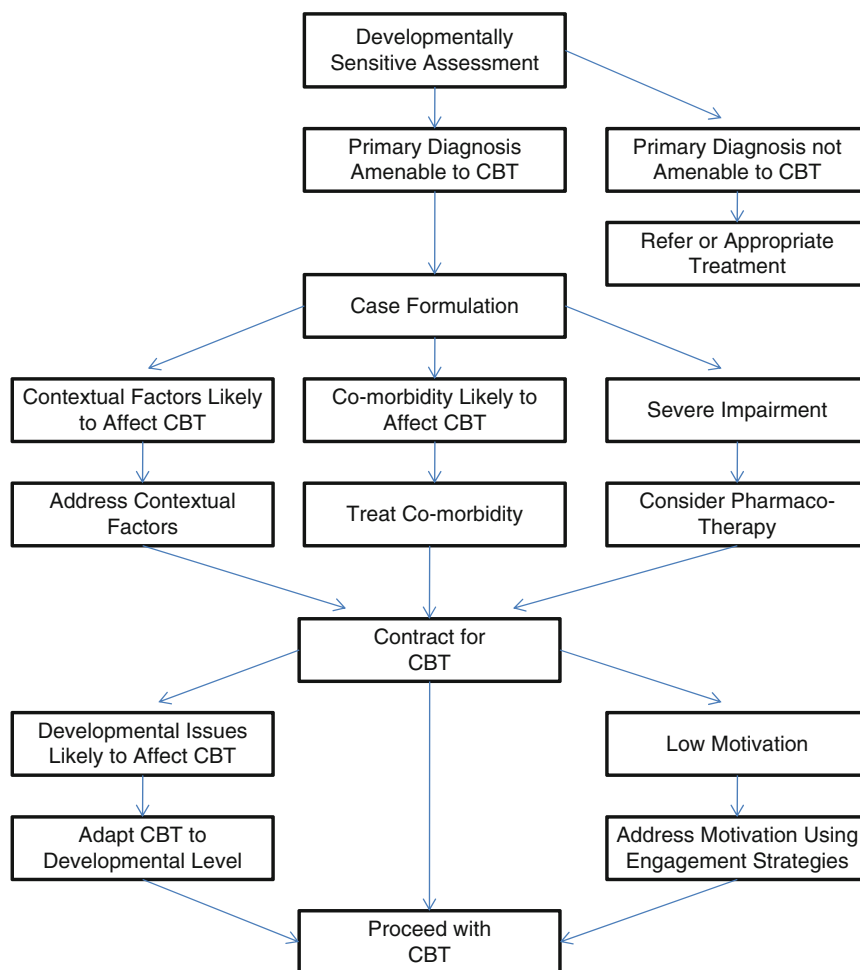 Developmentally
Sensitive Assessment
Primary Diagnosis
Amenable to CBT
Primary Diagnosis not
Amenable to CBT
Refer or Appropriate
Treatment
Case Formulation
Contextual Factors Likely
to Affect CBT
Co-morbidity Likely to
Affect CBT
Severe Impairment
Address Contextual
Factors
Treat Co-morbidity
Consider Pharmaco-
Therapy
Contract for
CBT
Developmental Issues
Likely to Affect CBT
Low Motivation
Adapt CBT to
Developmental Level
Address Motivation Using
Engagement Strategies
Proceed with
CBT